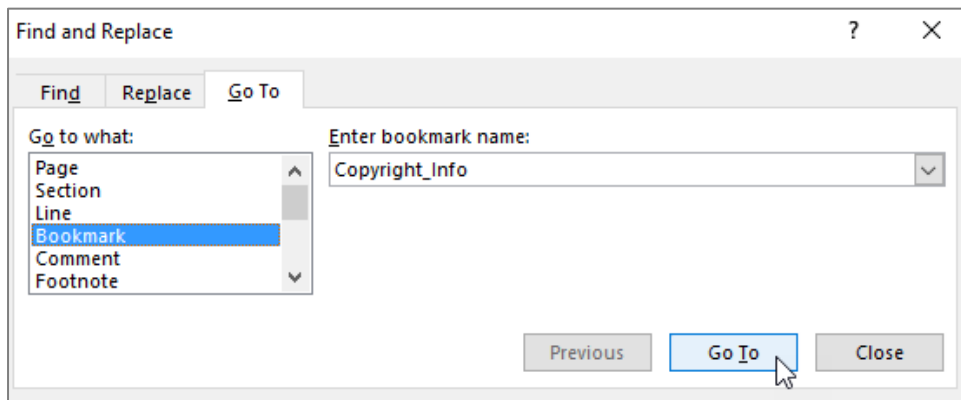 Find and Replace ?
Find Replace Go To
Go to what: Enter bookmark name:
Page
Section
Line
Bookmark
Comment
Footnote
Copyright_Info
Previous Go To Close